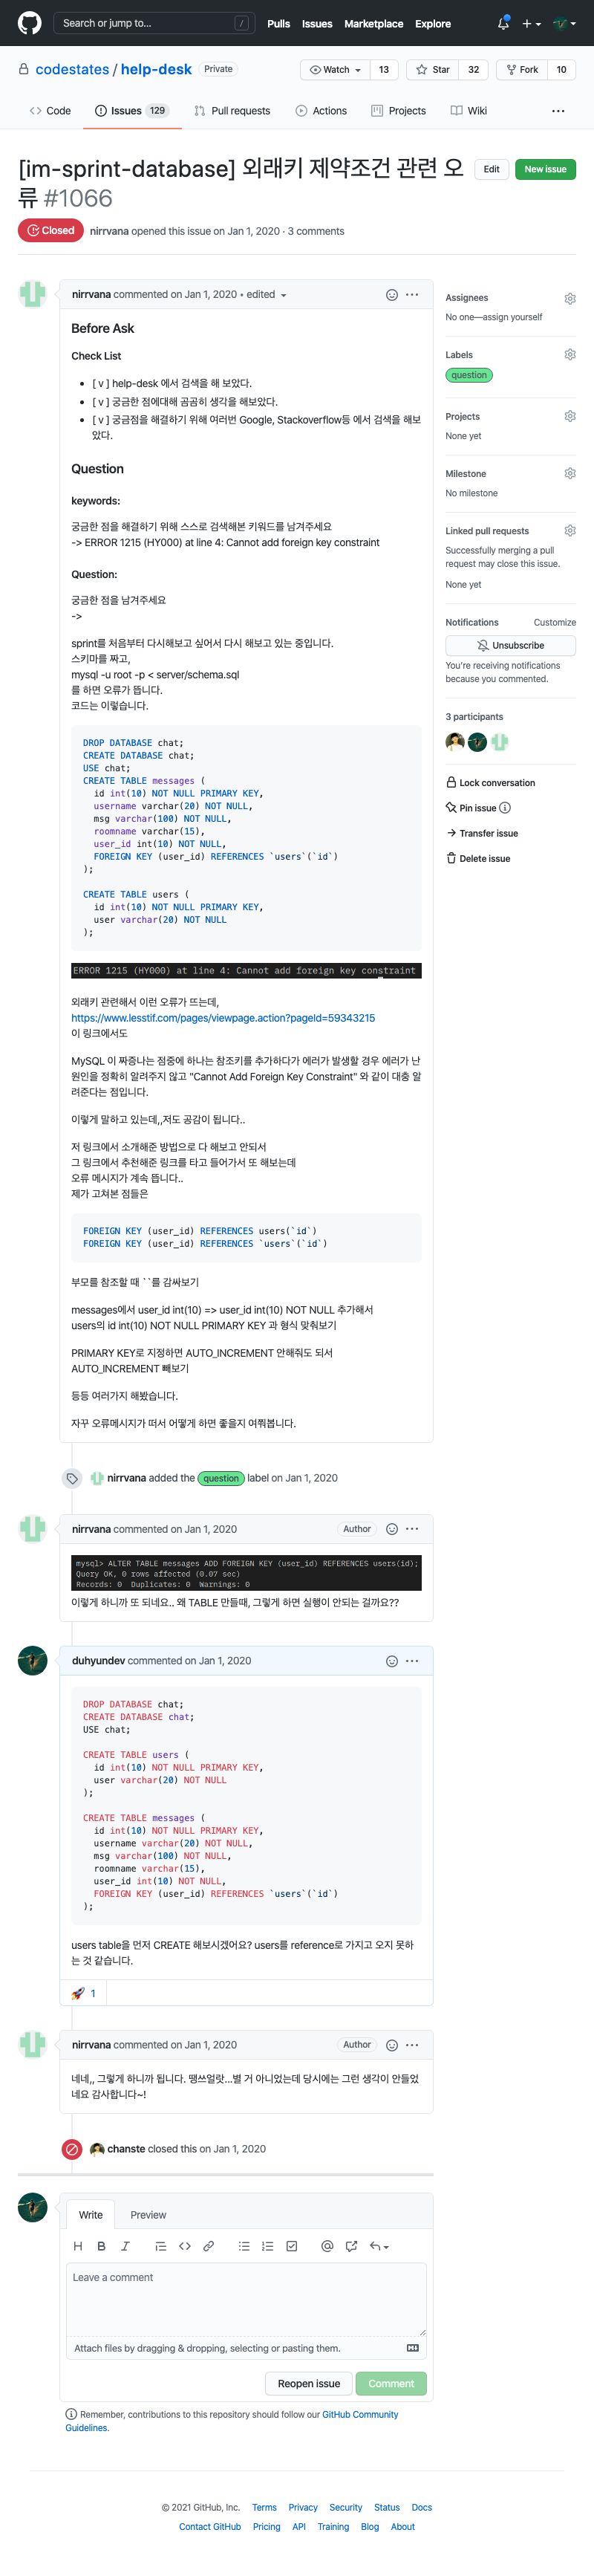 Search or jump to...
/
Pulls
Issues
Marketplace
Explore
codestates / help-desk
Private
Watch
13
Star
32
Fork
10
Code
Issues
129
Pull requests
Actions
Projects
Wiki
[im-sprint-database] 외래키 제약조건 관련 오
류 #1066
Edit
New issue
Closed
nirrvana opened this issue on Jan 1, 2020 · 3 comments
nirrvana commented on Jan 1, 2020 • edited
Before Ask
Check List
[ v ] help-desk 에서 검색을 해 보았다.
[ v ] 궁금한 점에대해 곰곰히 생각을 해보았다.
[ v ] 궁금점을 해결하기 위해 여러번 Google, Stackoverflow등 에서 검색을 해보
았다.
Question
keywords:
궁금한 점을 해결하기 위해 스스로 검색해본 키워드를 남겨주세요
-> ERROR 1215 (HY000) at line 4: Cannot add foreign key constraint
Question:
궁금한 점을 남겨주세요
->
sprint를 처음부터 다시해보고 싶어서 다시 해보고 있는 중입니다.
스키마를 짜고,
mysql -u root -p < server/schema.sql
를 하면 오류가 뜹니다.
코드는 이렇습니다.
DROP DATABASE chat;
CREATE DATABASE chat;
USE chat;
CREATE TABLE messages (
id int(10) NOT NULL PRIMARY KEY,
username varchar(20) NOT NULL,
msg varchar(100) NOT NULL,
roomname varchar(15),
user_id int(10) NOT NULL,
FOREIGN KEY (user_id) REFERENCES `users`(`id`)
);
CREATE TABLE users (
id int(10) NOT NULL PRIMARY KEY,
user varchar(20) NOT NULL
);
ERROR 1215 (HY000) at line 4: Cannot add foreign key constraint
외래키 관련해서 이런 오류가 뜨는데,
https://www.lesstif.com/pages/viewpage.action?pageId=59343215
이 링크에서도
MySQL 이 짜증나는 점중에 하나는 참조키를 추가하다가 에러가 발생할 경우 에러가 난
원인을 정확히 알려주지 않고 "Cannot Add Foreign Key Constraint" 와 같이 대충 알
려준다는 점입니다.
이렇게 말하고 있는데,,저도 공감이 됩니다..
저 링크에서 소개해준 방법으로 다 해보고 안되서
그 링크에서 추천해준 링크를 타고 들어가서 또 해보는데
오류 메시지가 계속 뜹니다..
제가 고쳐본 점들은
FOREIGN KEY (user_id) REFERENCES users(`id`)
FOREIGN KEY (user_id) REFERENCES `users`(`id`)
부모를 참조할 때 ``를 감싸보기
messages에서 user_id int(10) => user_id int(10) NOT NULL 추가해서
users의 id int(10) NOT NULL PRIMARY KEY 과 형식 맞춰보기
PRIMARY KEY로 지정하면 AUTO_INCREMENT 안해줘도 되서
AUTO_INCREMENT 빼보기
등등 여러가지 해봤습니다.
자꾸 오류메시지가 떠서 어떻게 하면 좋을지 여쭤봅니다.
Assignees
No one—assign yourself
Labels
question
Projects
None yet
Milestone
No milestone
Linked pull requests
Successfully merging a pull
request may close this issue.
None yet
Notifications
Customize
Unsubscribe
You're receiving notifications
because you commented.
3 participants
Lock conversation
Pin issue
Transfer issue
Delete issue
nirrvana added the question label on Jan 1, 2020
nirrvana commented on Jan 1, 2020
Author
mysql> ALTER TABLE messages ADD FOREIGN KEY (user_id) REFERENCES users(id);
Query OK, 0 rows affected (0.07 sec)
Records: 0 Duplicates: 0 Warnings: 0
이렇게 하니까 또 되네요.. 왜 TABLE 만들때, 그렇게 하면 실행이 안되는 걸까요??
duhyundev commented on Jan 1, 2020
DROP DATABASE chat;
CREATE DATABASE chat;
USE chat;
CREATE TABLE users (
id int(10) NOT NULL PRIMARY KEY,
user varchar(20) NOT NULL
);
CREATE TABLE messages (
id int(10) NOT NULL PRIMARY KEY,
username varchar(20) NOT NULL,
msg varchar(100) NOT NULL,
roomname varchar(15),
user_id int(10) NOT NULL,
FOREIGN KEY (user_id) REFERENCES `users`(`id`)
);
users table을 먼저 CREATE 해보시겠어요? users를 reference로 가지고 오지 못하
는 것 같습니다.
1
nirrvana commented on Jan 1, 2020
Author
네네,, 그렇게 하니까 됩니다. 땡쓰얼랏...별 거 아니었는데 당시에는 그런 생각이 안들었
네요 감사합니다~!
chanste closed this on Jan 1, 2020
Write
Preview
H B I
Leave a comment
Attach files by dragging & dropping, selecting or pasting them.
Reopen issue
Comment
Remember, contributions to this repository should follow our GitHub Community
Guidelines.
© 2021 GitHub, Inc.
Terms
Privacy
Security
Status
Docs
Contact GitHub
Pricing
API
Training
Blog
About